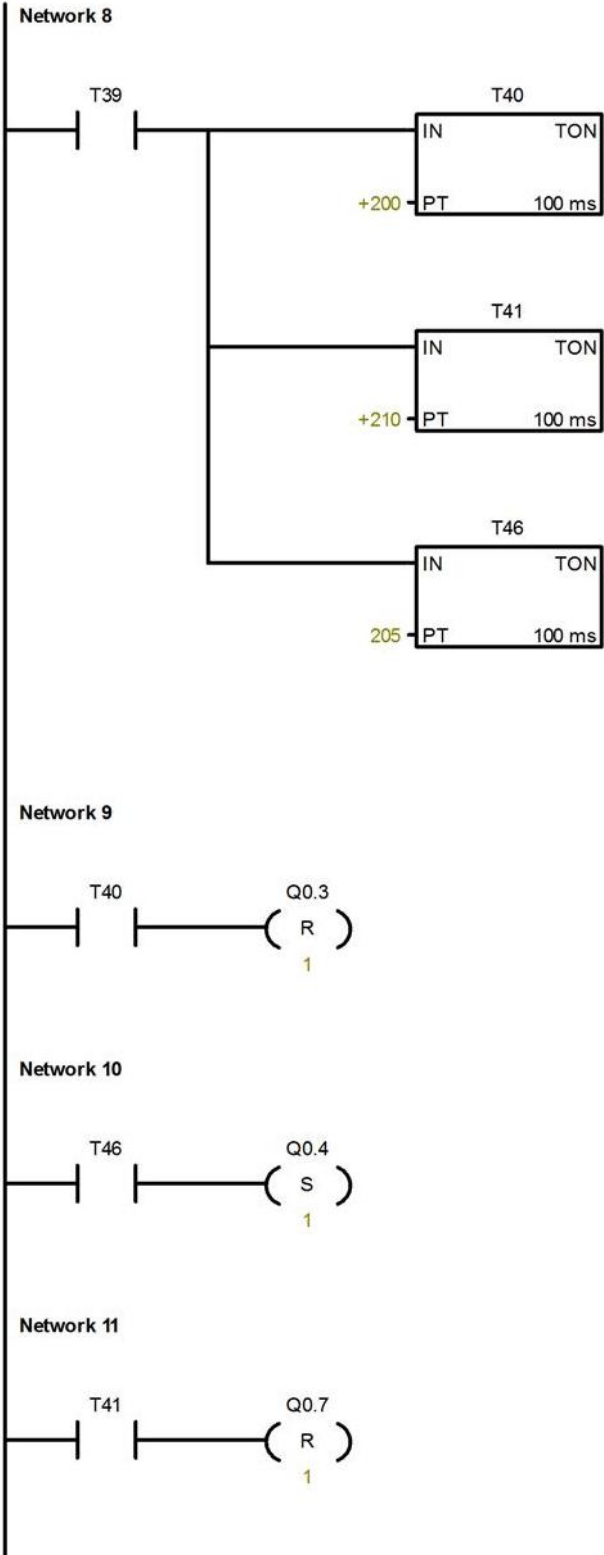 Network 8
T39
T40
IN TON
+200 PT 100 ms
T41
IN TON
+210 PT 100 ms
T46
IN TON
205 PT 100 ms
Network 9
T40 Q0.3
R
1
Network 10
T46 Q0.4
S
1
Network 11
T41 Q0.7
R
1